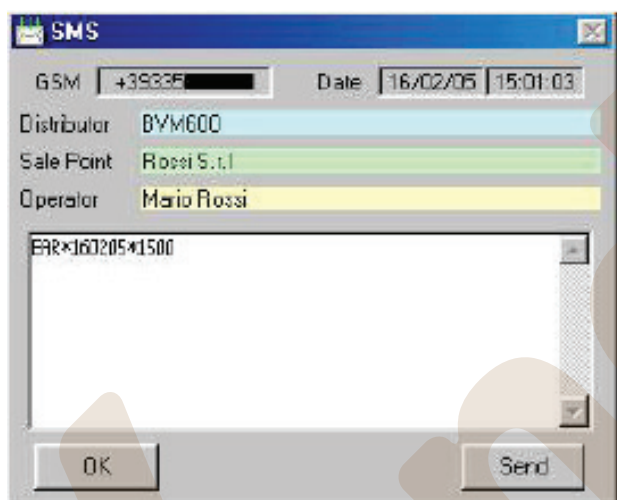 SMS
GSM +39335
Date 16/02/05 15:01:03
Distributor BVM600
Sale Point Rossi S.r.l
Operator Mario Rossi
EAR*160205*1500
OK
Send